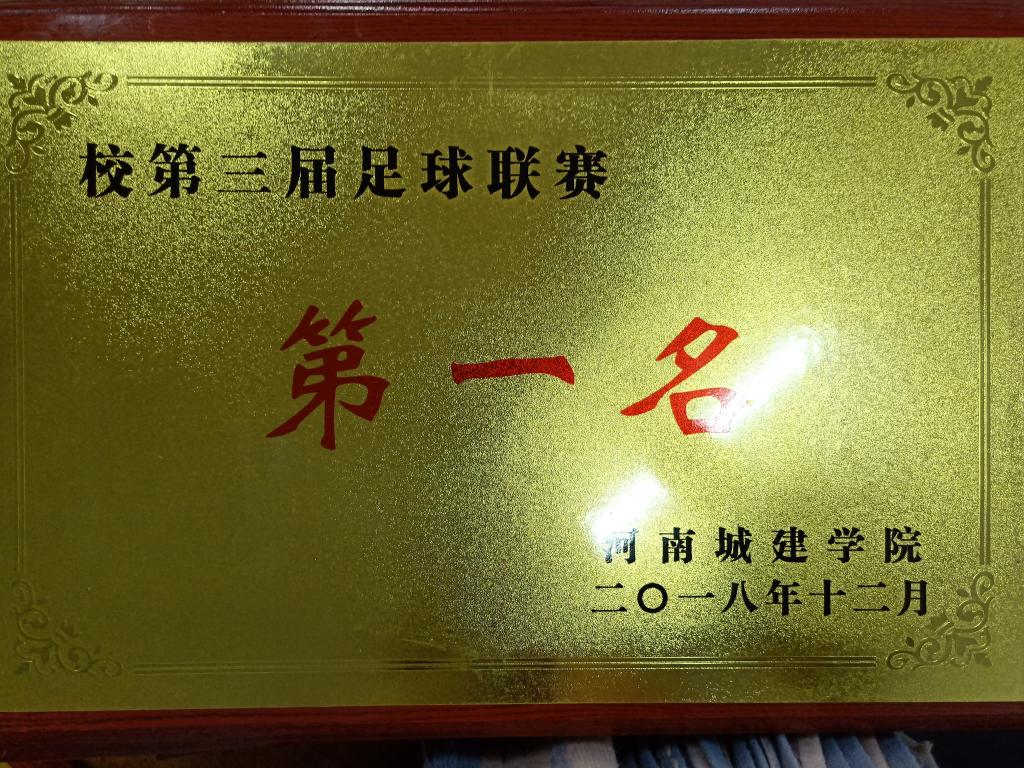 校第三届足球联赛
第一名
河南城建学院
二〇一八年十二月